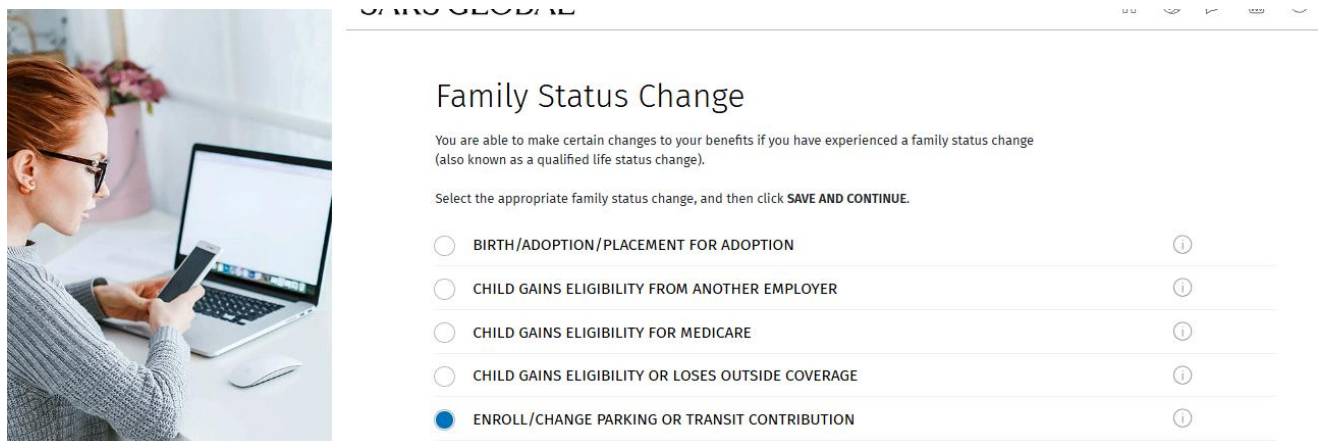 Family Status Change
You are able to make certain changes to your benefits if you have experienced a family status change
(also known as a qualified life status change).
Select the appropriate family status change, and then click SAVE AND CONTINUE.
BIRTH/ADOPTION/PLACEMENT FOR ADOPTION
CHILD GAINS ELIGIBILITY FROM ANOTHER EMPLOYER
CHILD GAINS ELIGIBILITY FOR MEDICARE
CHILD GAINS ELIGIBILITY OR LOSES OUTSIDE COVERAGE
ENROLL/CHANGE PARKING OR TRANSIT CONTRIBUTION